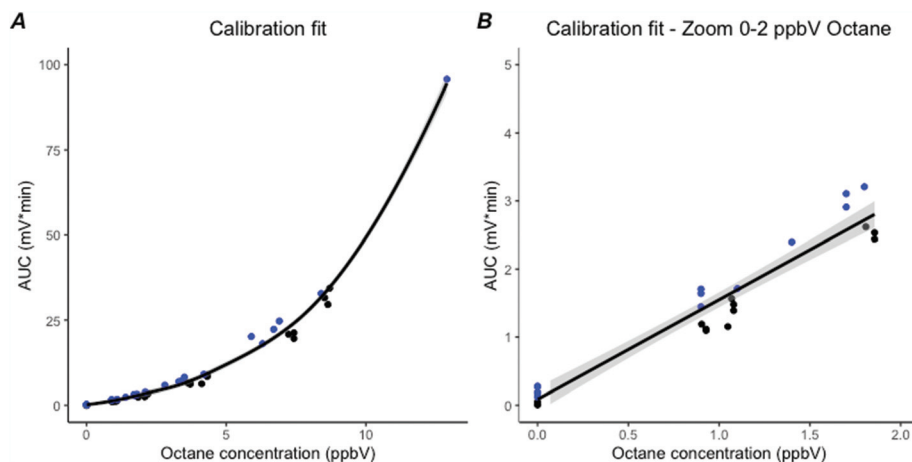 A
Calibration fit
100
75
50
25
0
AUC (mV*min)
0
5
10
Octane concentration (ppbV)
B
Calibration fit - Zoom 0-2 ppbV Octane
5
4
3
2
1
0
AUC (mV*min)
0.0
0.5
1.0
1.5
2.0
Octane concentration (ppbV)